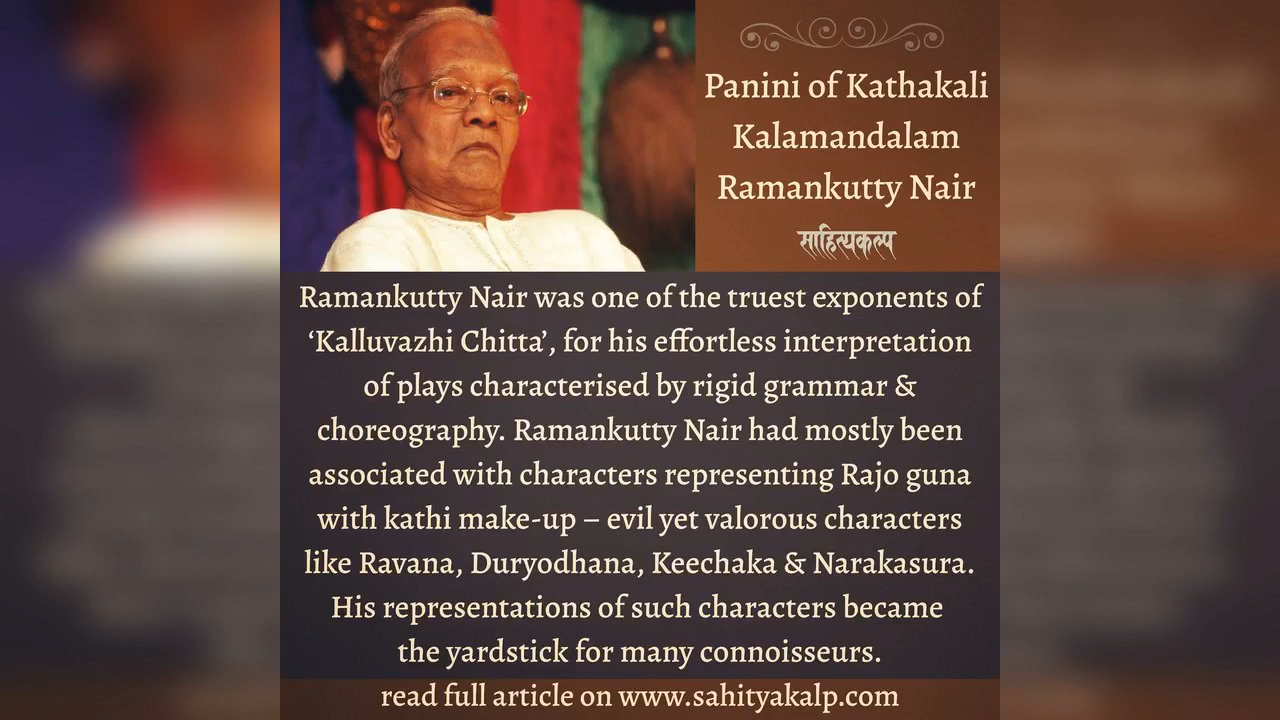 Panini of Kathakali
Kalamandalam
Ramankutty Nair
साहित्यकल्प
Ramankutty Nair was one of the truest exponents of
‘Kalluvazhi Chitta’, for his effortless interpretation
of plays characterised by rigid grammar &
choreography. Ramankutty Nair had mostly been
associated with characters representing Rajo guna
with kathi make-up – evil yet valorous characters
like Ravana, Duryodhana, Keechaka & Narakasura.
His representations of such characters became
the yardstick for many connoisseurs.
read full article on www.sahityakalp.com